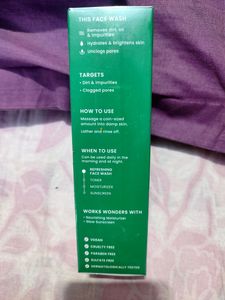 THIS FACE WASH
Removes dirt, oil
& impurities
Hydrates & brightens skin
Unclogs pores
TARGETS
• Dirt & Impurities
• Clogged pores
HOW TO USE
Massage a coin-sized
amount into damp skin.
Lather and rinse off.
WHEN TO USE
Can be used daily in the
morning and at night.
REFRESHING
FACE WASH
TONER
MOISTURIZER
SUNSCREEN
WORKS WONDERS WITH
• Nourishing Moisturizer
• Sunscreen
VEGAN
CRUELTY FREE
PARABEN FREE
SULFATE FREE
DERMATOLOGICALLY TESTED